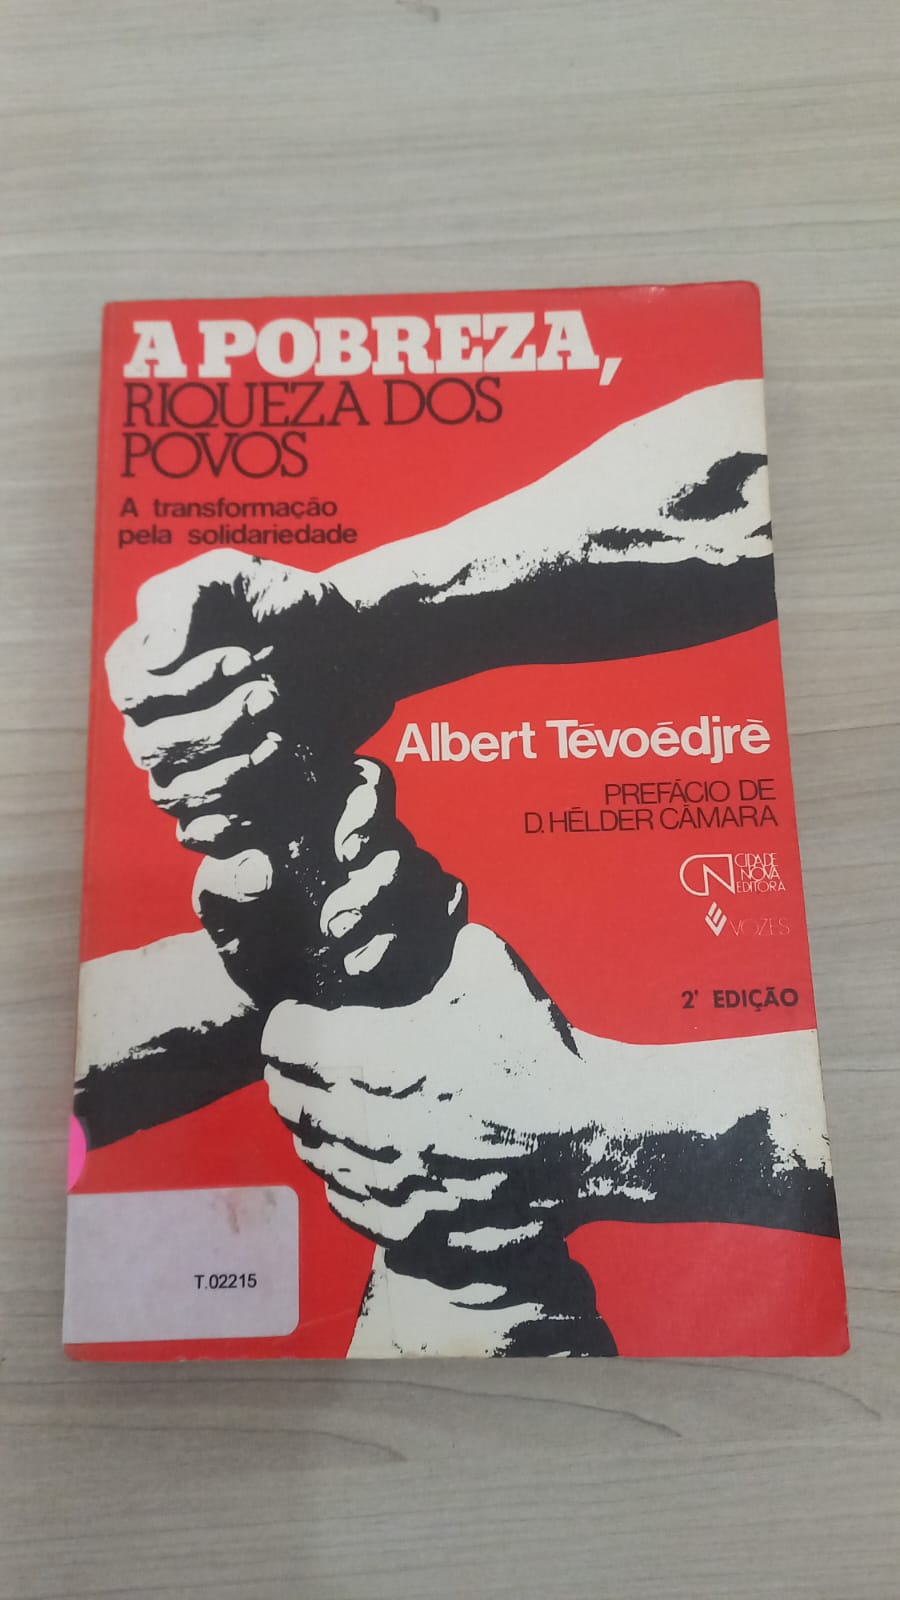 A POBREZA,
RIQUEZA DOS
POVOS
A transformação
pela solidariedade
Albert Tévoédjrè
PREFÁCIO DE
D. HÉLDER CÂMARA
CN CIDADE
NOVA
EDITORA
VOZES
2ª EDIÇÃO
T.02215